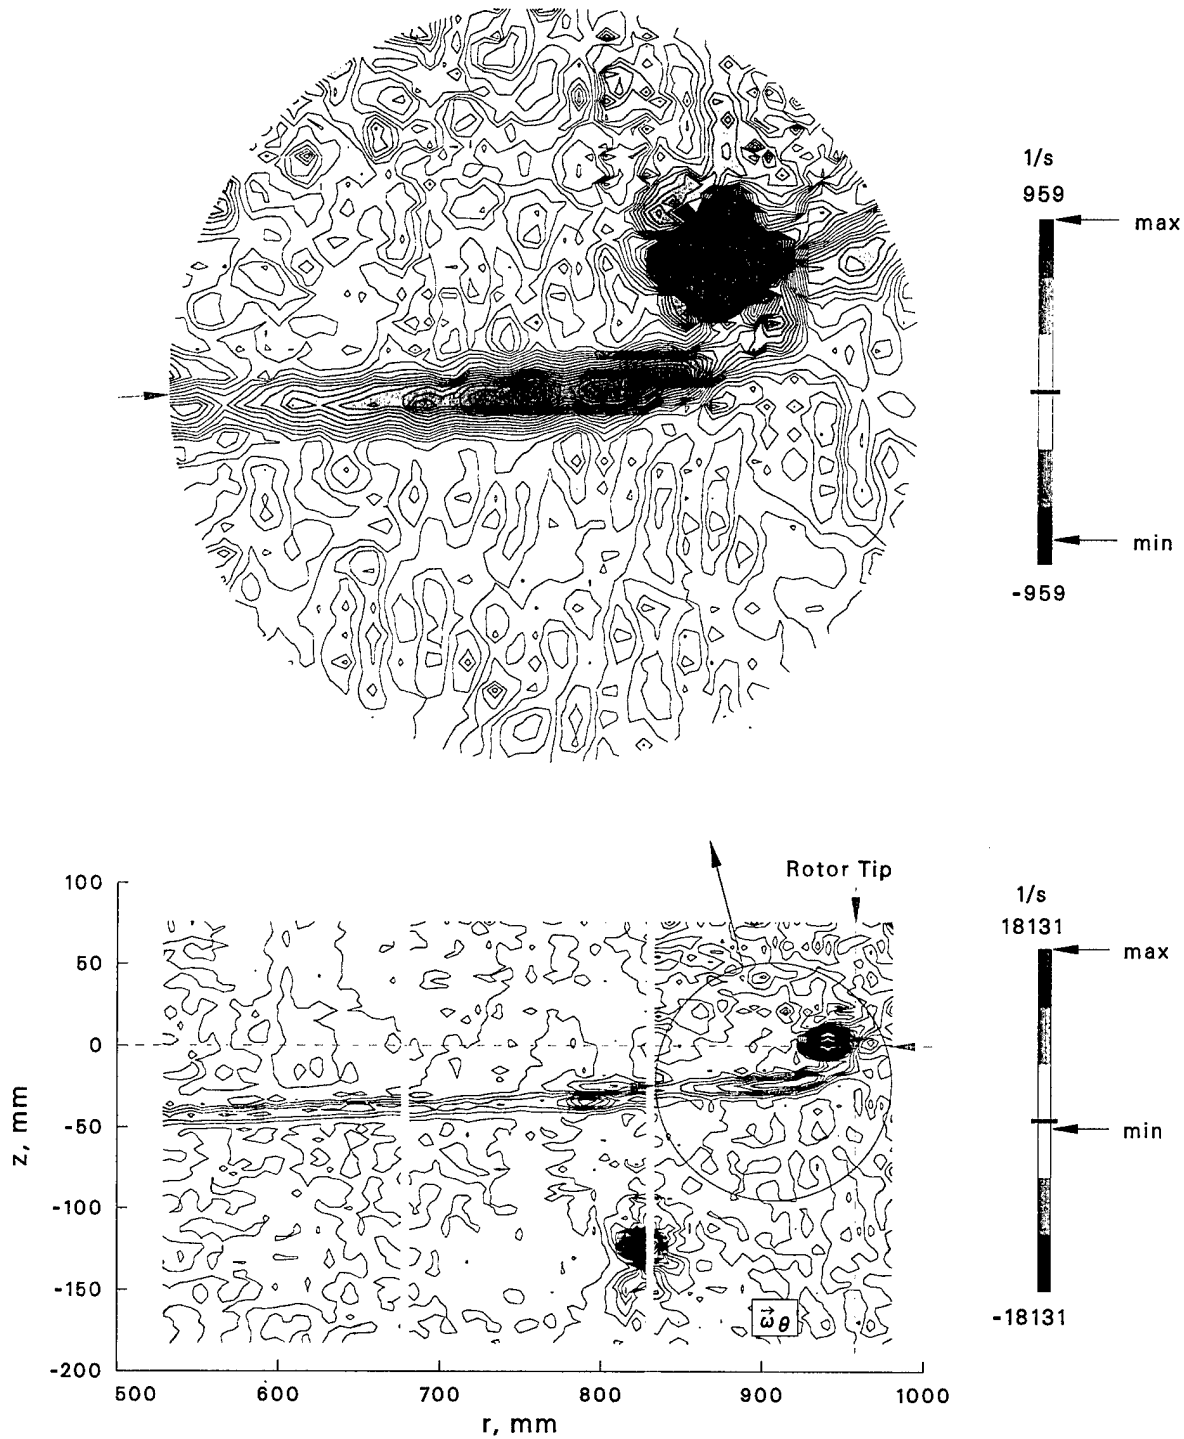 1/s
959
max
min
-959
Rotor Tip
1/s
18131
max
min
-18131
100
50
0
-50
-100
-150
-200
z, mm
ω⃗ θ
500 600 700 800 900 1000
r, mm